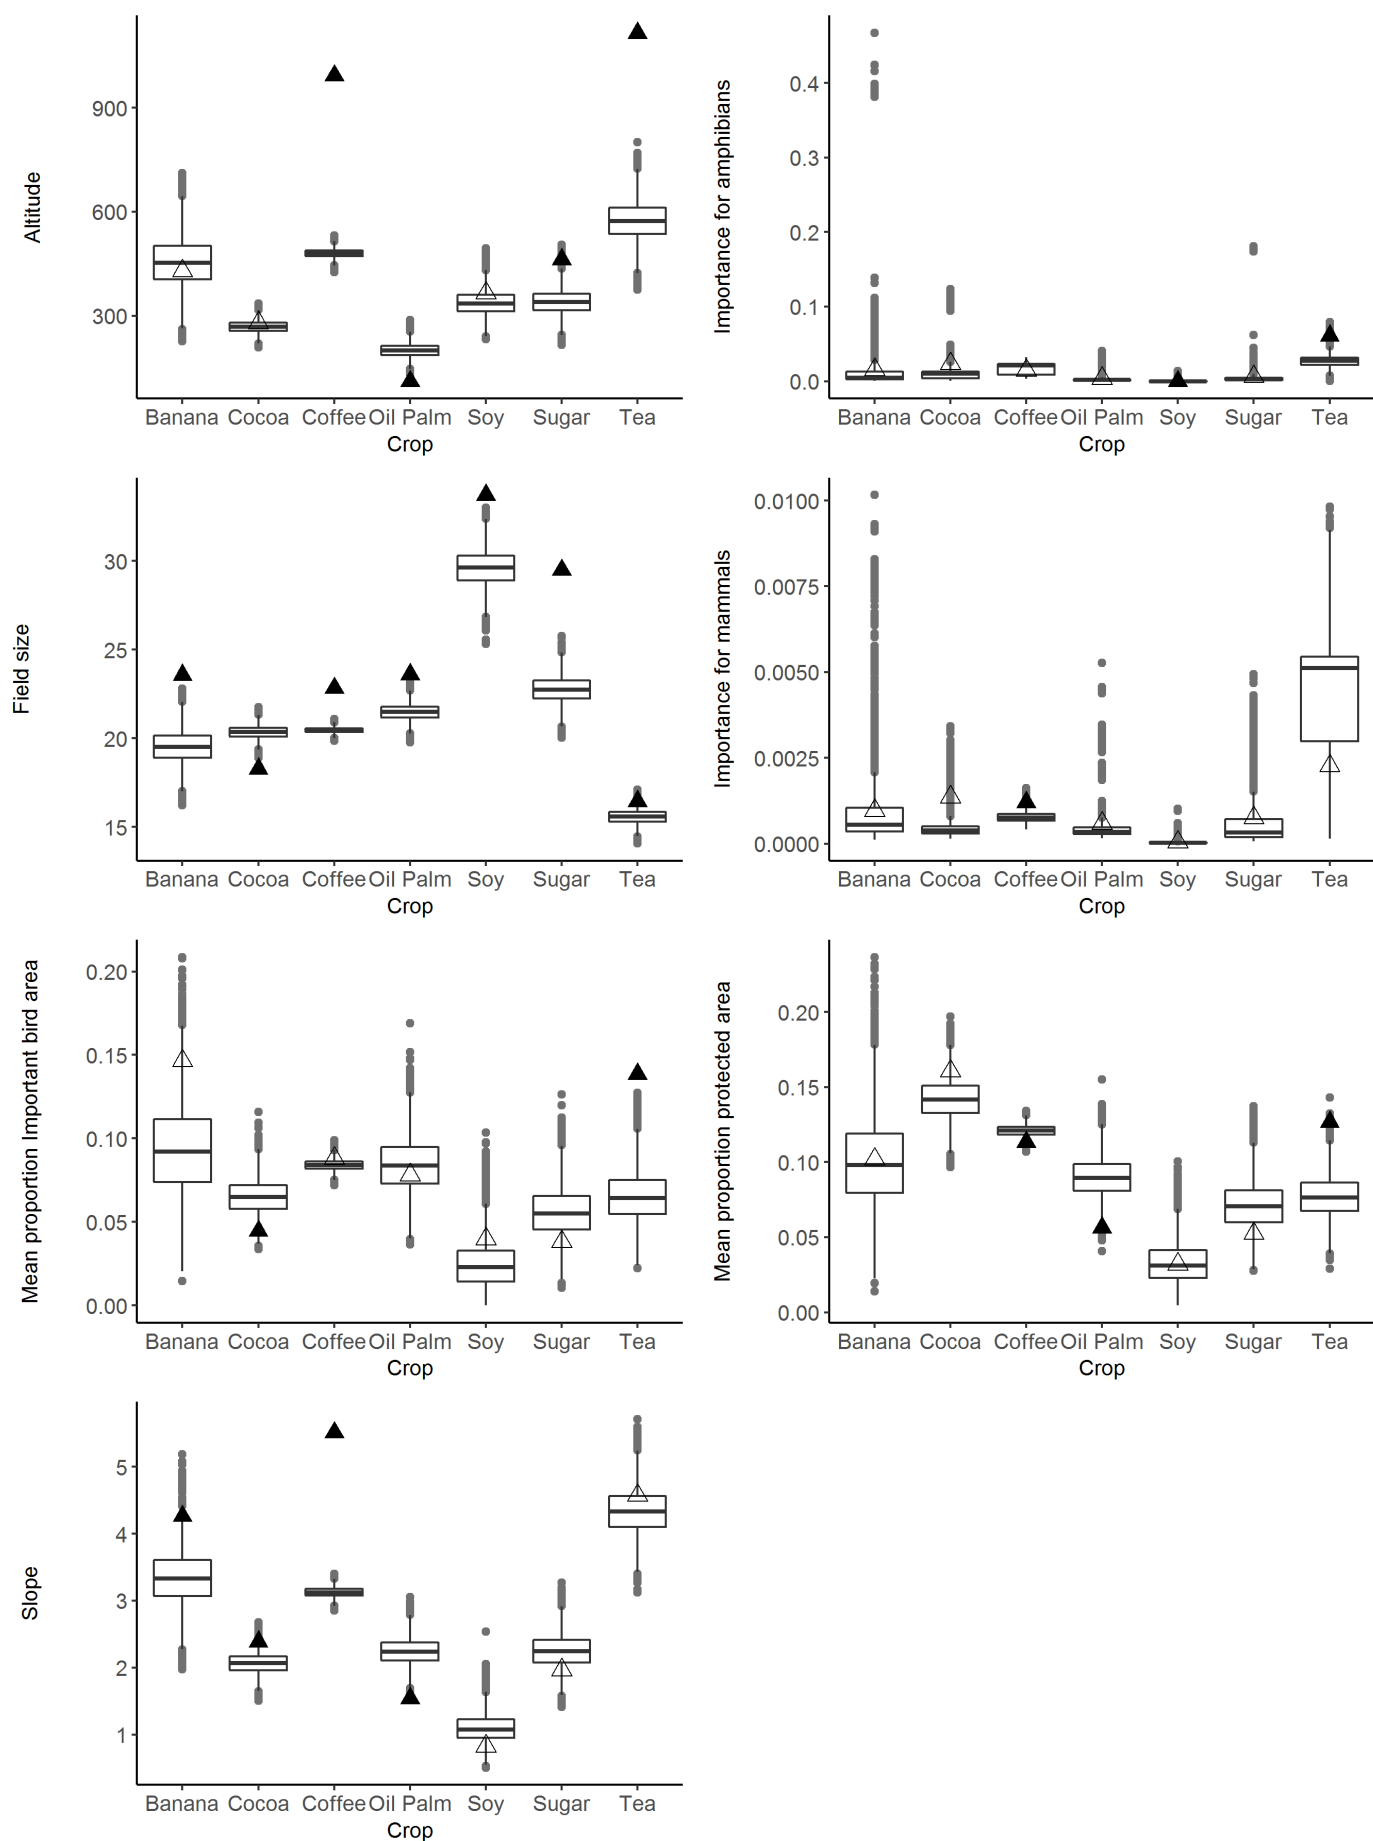 Altitude
900
600
300
Banana Cocoa Coffee Oil Palm Soy Sugar Tea
Crop
Importance for amphibians
0.4
0.3
0.2
0.1
0.0
Banana Cocoa Coffee Oil Palm Soy Sugar Tea
Crop
Field size
30
25
20
15
Banana Cocoa Coffee Oil Palm Soy Sugar Tea
Crop
Importance for mammals
0.0100
0.0075
0.0050
0.0025
0.0000
Banana Cocoa Coffee Oil Palm Soy Sugar Tea
Crop
Mean proportion Important bird area
0.20
0.15
0.10
0.05
0.00
Banana Cocoa Coffee Oil Palm Soy Sugar Tea
Crop
Mean proportion protected area
0.20
0.15
0.10
0.05
0.00
Banana Cocoa Coffee Oil Palm Soy Sugar Tea
Crop
Slope
5
4
3
2
1
Banana Cocoa Coffee Oil Palm Soy Sugar Tea
Crop